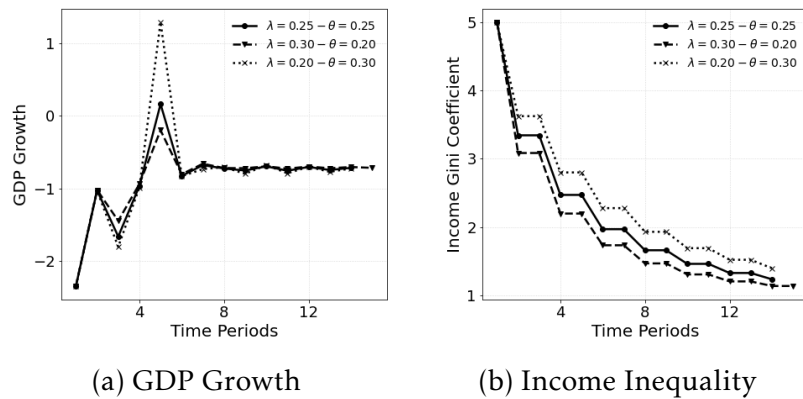 1
0
−1
−2
GDP Growth
4
8
12
Time Periods
λ = 0.25 − θ = 0.25
λ = 0.30 − θ = 0.20
λ = 0.20 − θ = 0.30
(a) GDP Growth
5
4
3
2
1
Income Gini Coefficient
4
8
12
Time Periods
λ = 0.25 − θ = 0.25
λ = 0.30 − θ = 0.20
λ = 0.20 − θ = 0.30
(b) Income Inequality